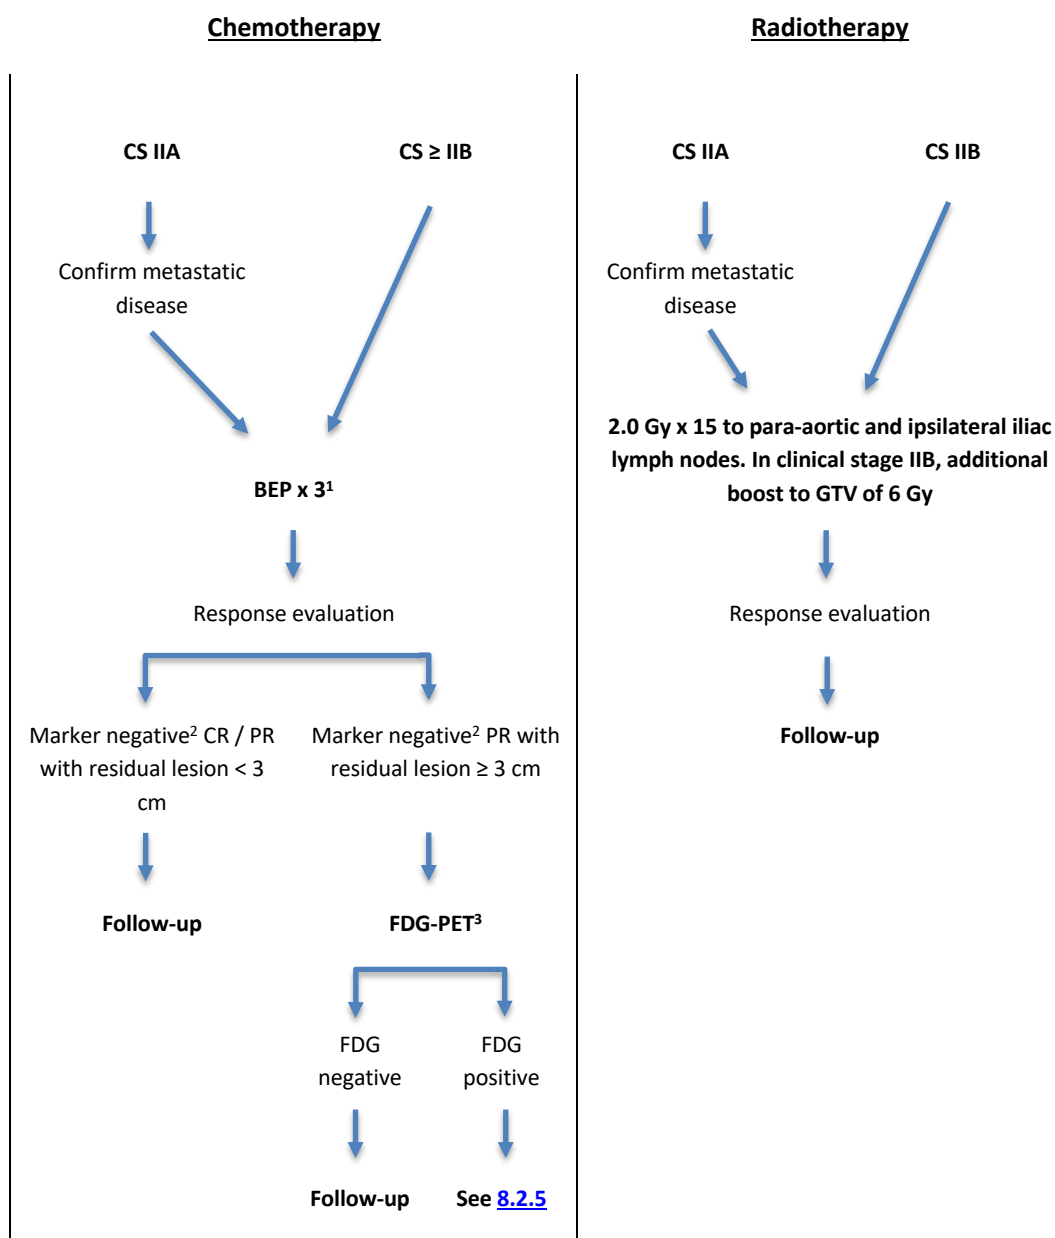 Chemotherapy
Radiotherapy
CS IIA
CS ≥ IIB
Confirm metastatic
disease
BEP x 3¹
Response evaluation
Marker negative² CR / PR
with residual lesion < 3
cm
Marker negative² PR with
residual lesion ≥ 3 cm
Follow-up
FDG-PET³
FDG
negative
FDG
positive
Follow-up
See 8.2.5
CS IIA
CS IIB
Confirm metastatic
disease
2.0 Gy x 15 to para-aortic and ipsilateral iliac
lymph nodes. In clinical stage IIB, additional
boost to GTV of 6 Gy
Response evaluation
Follow-up